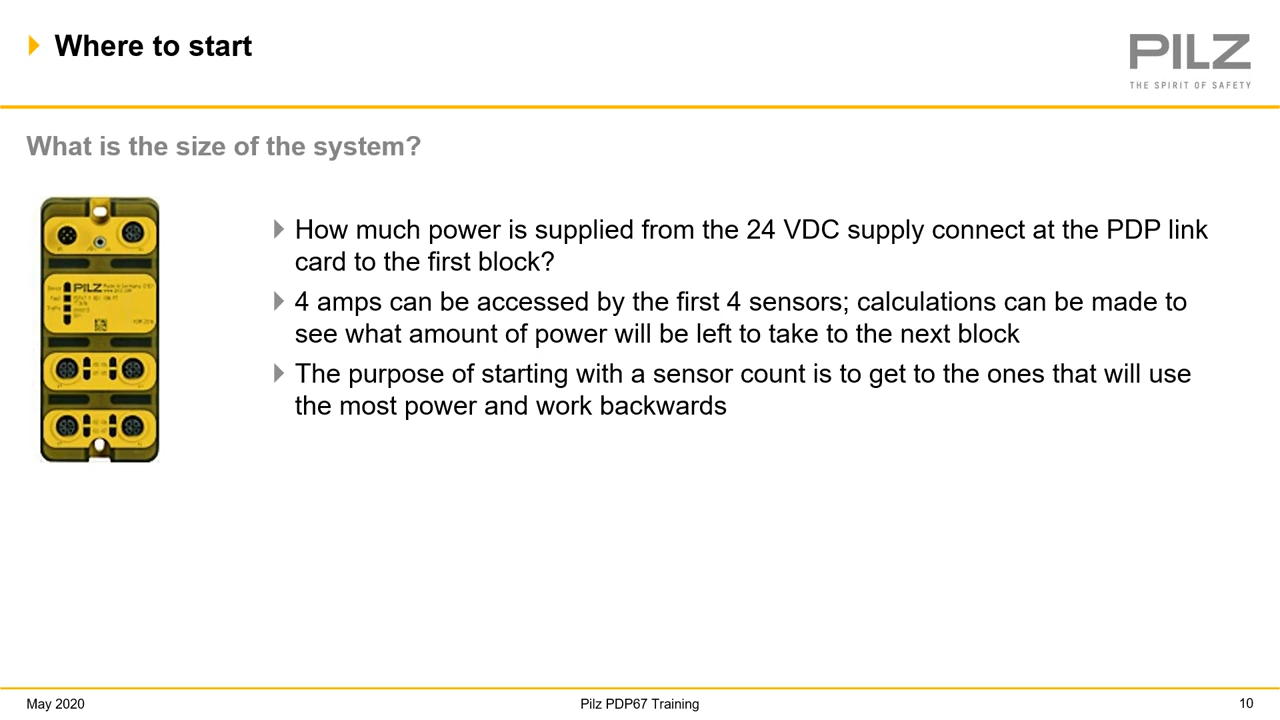 Where to start
PILZ
THE SPIRIT OF SAFETY
What is the size of the system?
PILZ
How much power is supplied from the 24 VDC supply connect at the PDP link
card to the first block?
4 amps can be accessed by the first 4 sensors; calculations can be made to
see what amount of power will be left to take to the next block
The purpose of starting with a sensor count is to get to the ones that will use
the most power and work backwards
May 2020
Pilz PDP67 Training
10